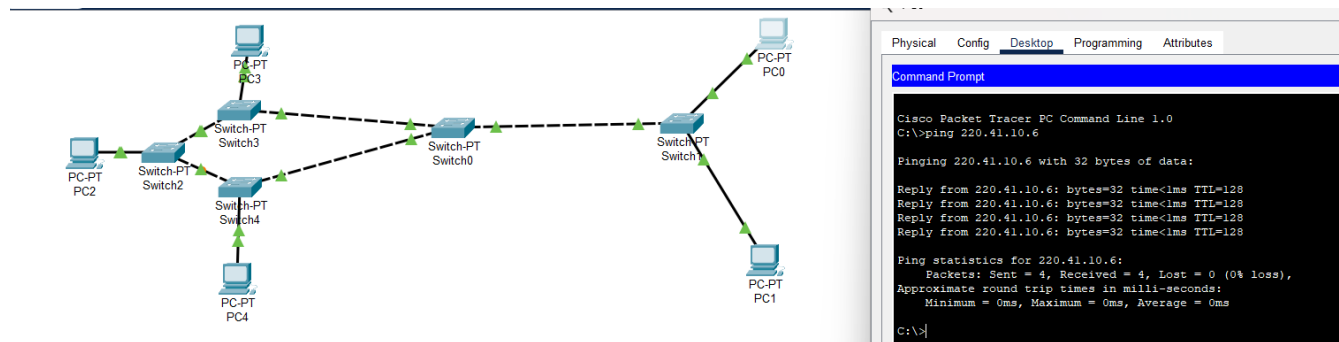 PC-PT
PC3
Switch-PT
Switch3
PC-PT
PC2
Switch-PT
Switch2
Switch-PT
Switch4
PC-PT
PC4
Switch-PT
Switch0
Switch-PT
PC-PT
PC0
PC-PT
PC1
Physical Config Desktop Programming Attributes
Command Prompt
Cisco Packet Tracer PC Command Line 1.0
C:\>ping 220.41.10.6
Pinging 220.41.10.6 with 32 bytes of data:
Reply from 220.41.10.6: bytes=32 time<1ms TTL=128
Reply from 220.41.10.6: bytes=32 time<1ms TTL=128
Reply from 220.41.10.6: bytes=32 time<1ms TTL=128
Reply from 220.41.10.6: bytes=32 time<1ms TTL=128
Ping statistics for 220.41.10.6:
Packets: Sent = 4, Received = 4, Lost = 0 (0% loss),
Approximate round trip times in milli-seconds:
Minimum = 0ms, Maximum = 0ms, Average = 0ms
C:\>